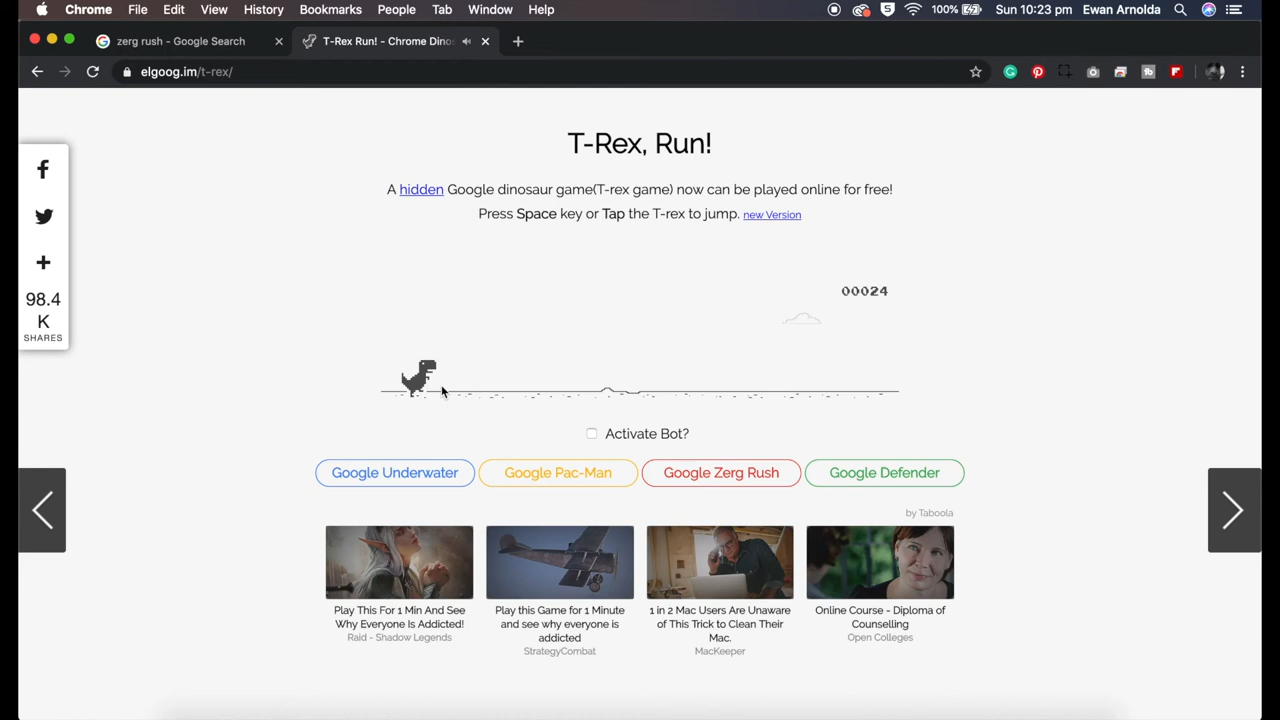 Chrome File Edit View History Bookmarks People Tab Window Help
100% Sun 10:23 pm Ewan Arnolda
zerg rush - Google Search
T-Rex Run! - Chrome Dino
elgoog.im/t-rex/
T-Rex, Run!
A hidden Google dinosaur game(T-rex game) now can be played online for free!
Press Space key or Tap the T-rex to jump. new Version
98.4
K
SHARES
00024
Activate Bot?
Google Underwater
Google Pac-Man
Google Zerg Rush
Google Defender
by Taboola
Play This For 1 Min And See
Why Everyone Is Addicted!
Raid - Shadow Legends
Play this Game for 1 Minute
and see why everyone is
addicted
StrategyCombat
1 in 2 Mac Users Are Unaware
of This Trick to Clean Their
Mac.
MacKeeper
Online Course - Diploma of
Counselling
Open Colleges